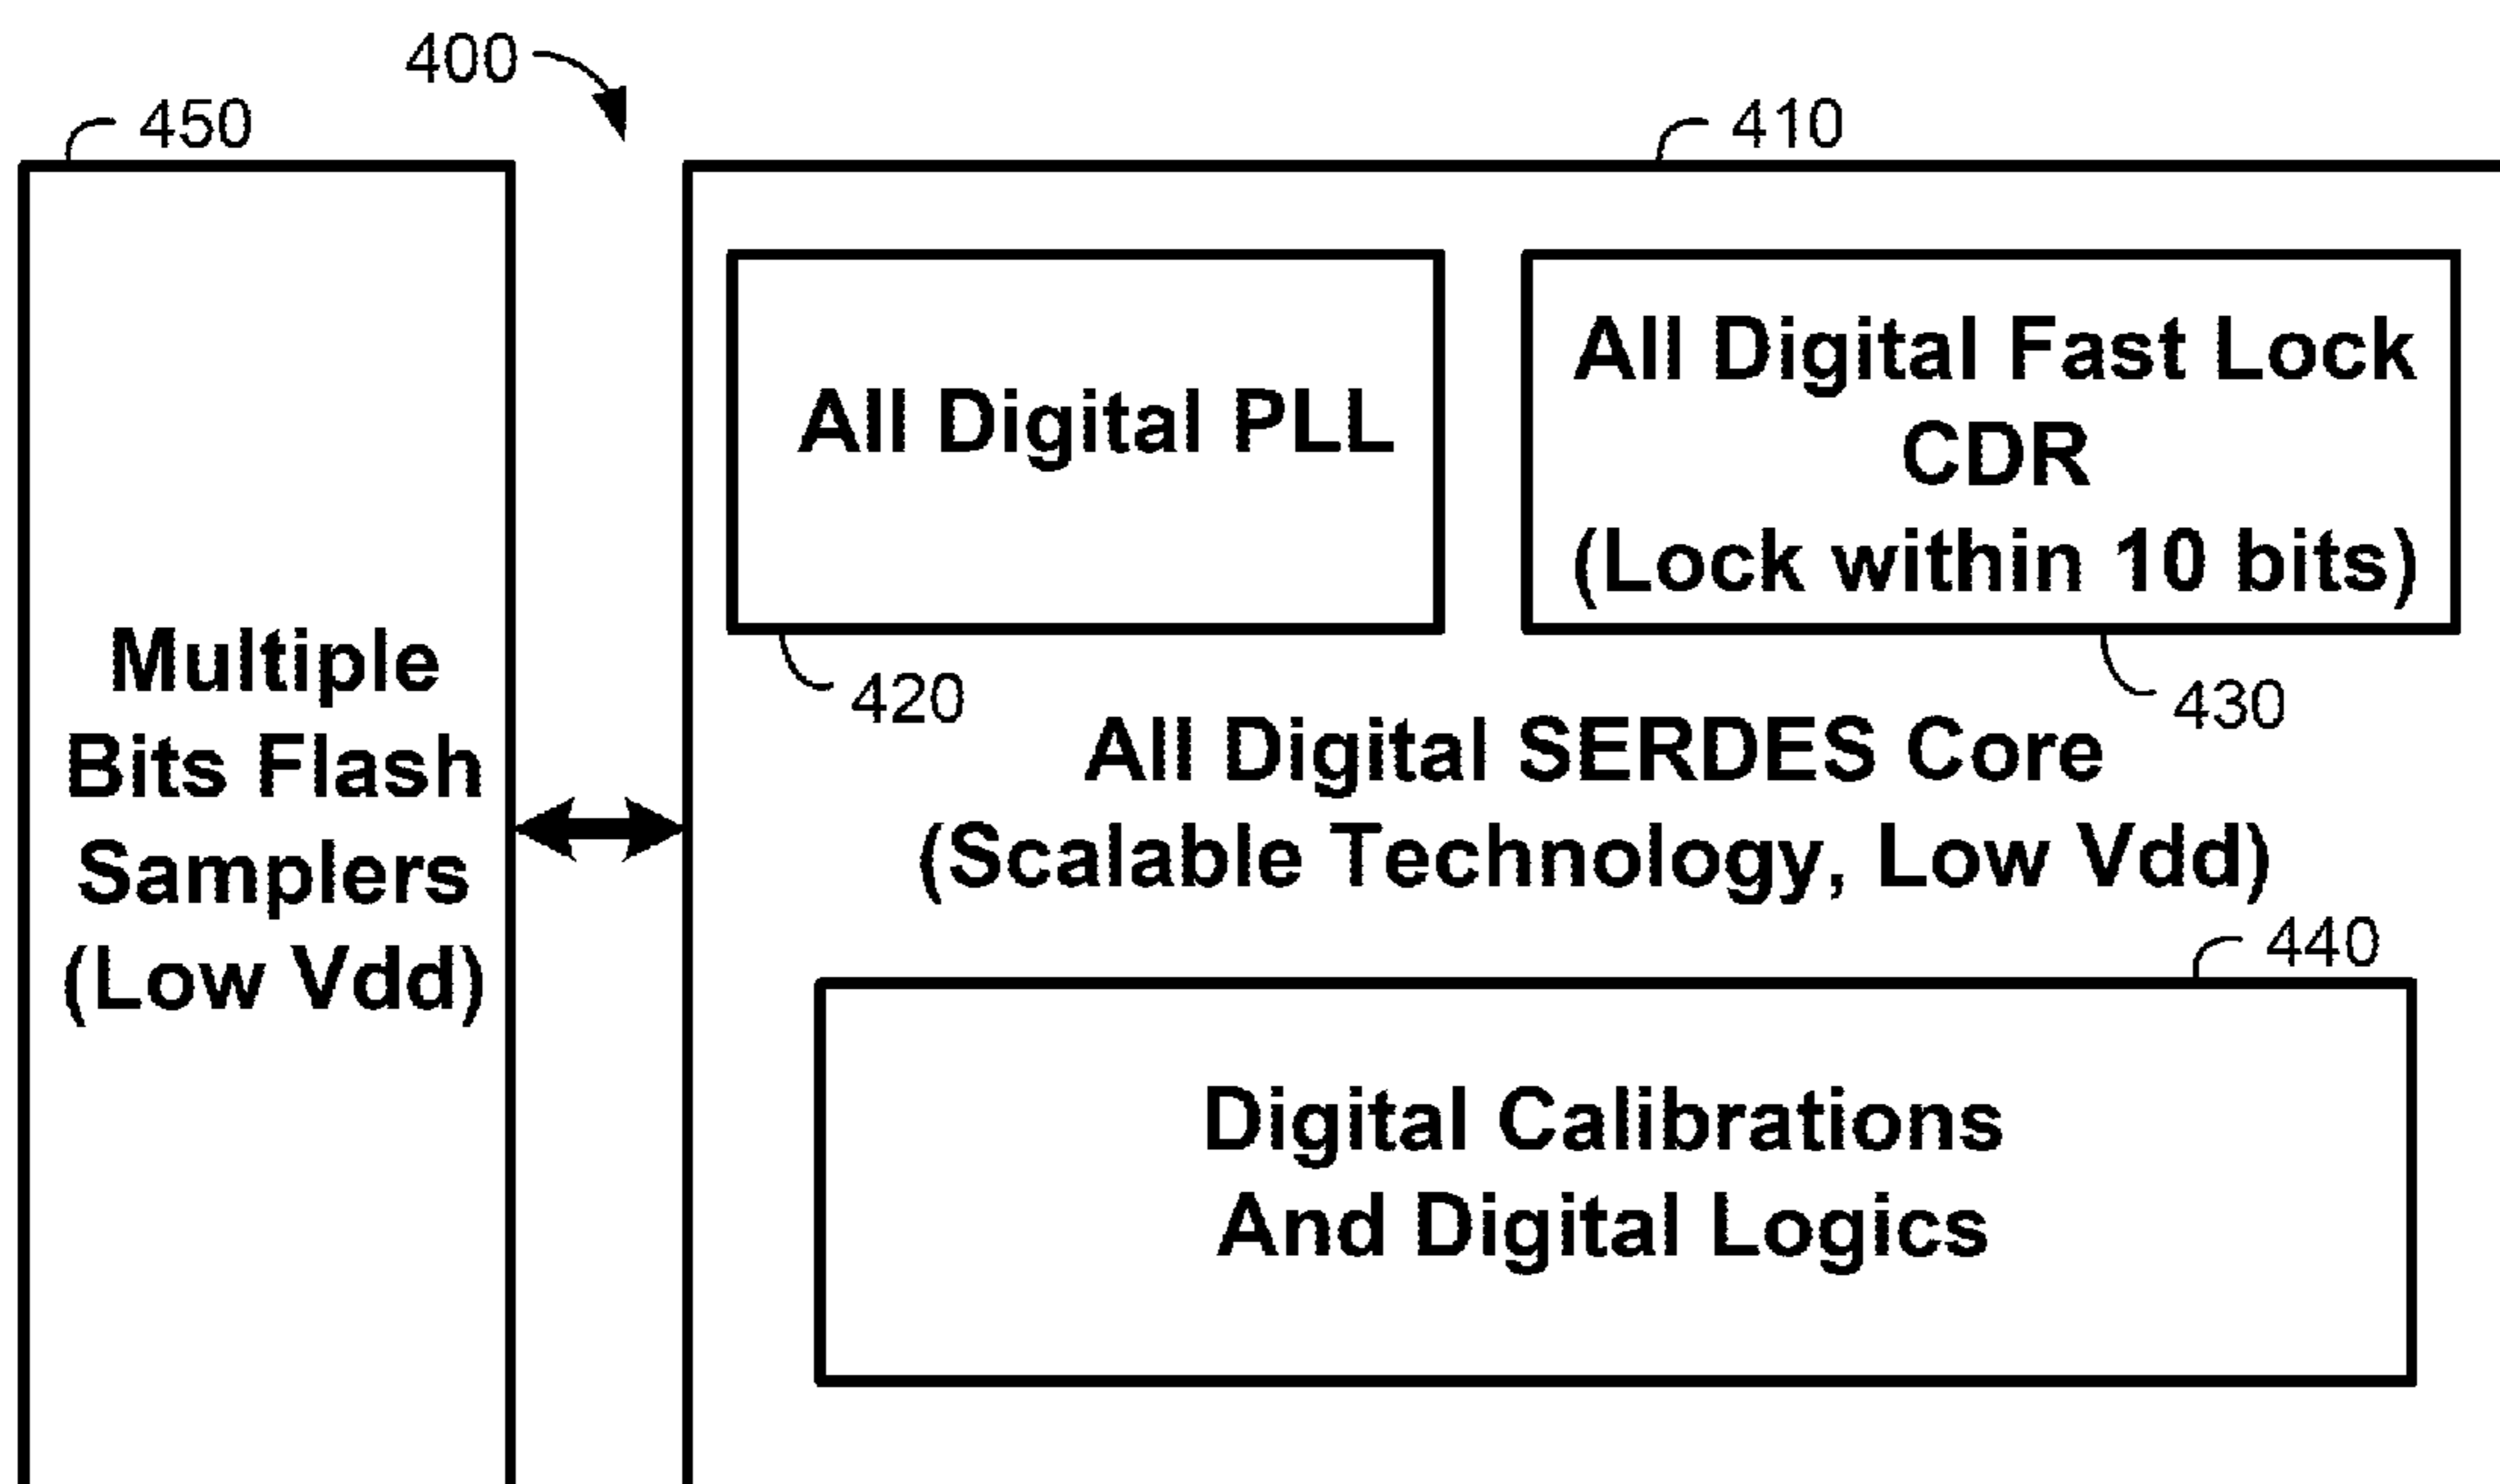 400
450
410
All Digital PLL
All Digital Fast Lock
CDR
(Lock within 10 bits)
420
430
Multiple
Bits Flash
Samplers
(Low Vdd)
All Digital SERDES Core
(Scalable Technology, Low Vdd)
440
Digital Calibrations
And Digital Logics